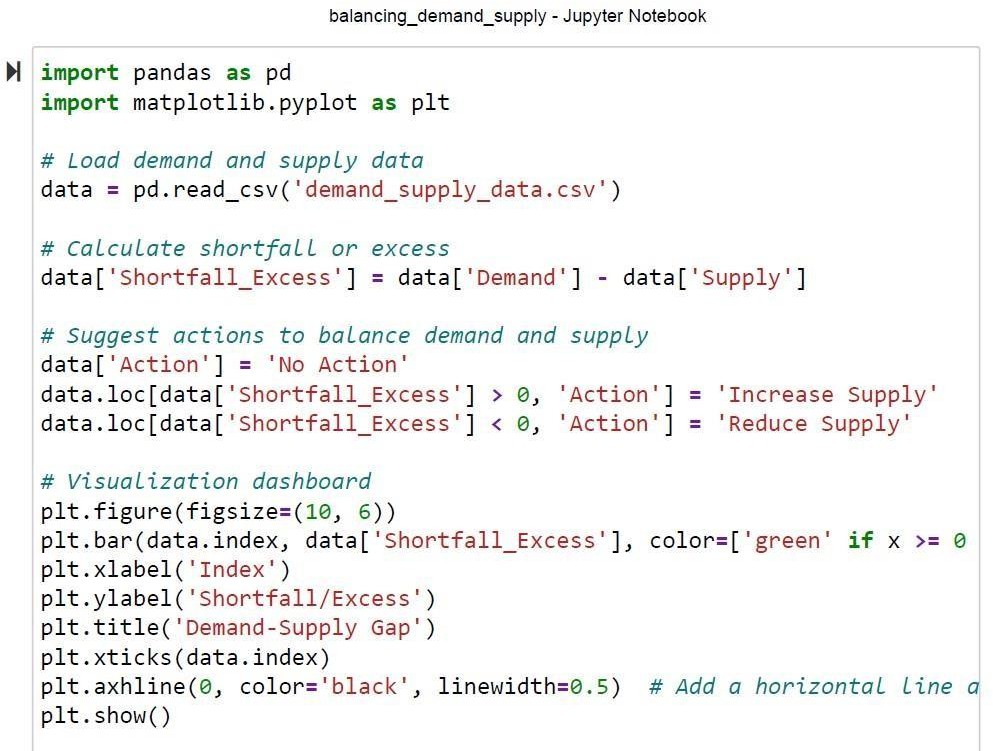 balancing_demand_supply - Jupyter Notebook
import pandas as pd
import matplotlib.pyplot as plt
# Load demand and supply data
data = pd.read_csv('demand_supply_data.csv')
# Calculate shortfall or excess
data['Shortfall_Excess'] = data['Demand'] - data['Supply']
# Suggest actions to balance demand and supply
data['Action'] = 'No Action'
data.loc[data['Shortfall_Excess'] > 0, 'Action'] = 'Increase Supply'
data.loc[data['Shortfall_Excess'] < 0, 'Action'] = 'Reduce Supply'
# Visualization dashboard
plt.figure(figsize=(10, 6))
plt.bar(data.index, data['Shortfall_Excess'], color=['green' if x >= 0
plt.xlabel('Index')
plt.ylabel('Shortfall/Excess')
plt.title('Demand-Supply Gap')
plt.xticks(data.index)
plt.axhline(0, color='black', linewidth=0.5)  # Add a horizontal line a
plt.show()